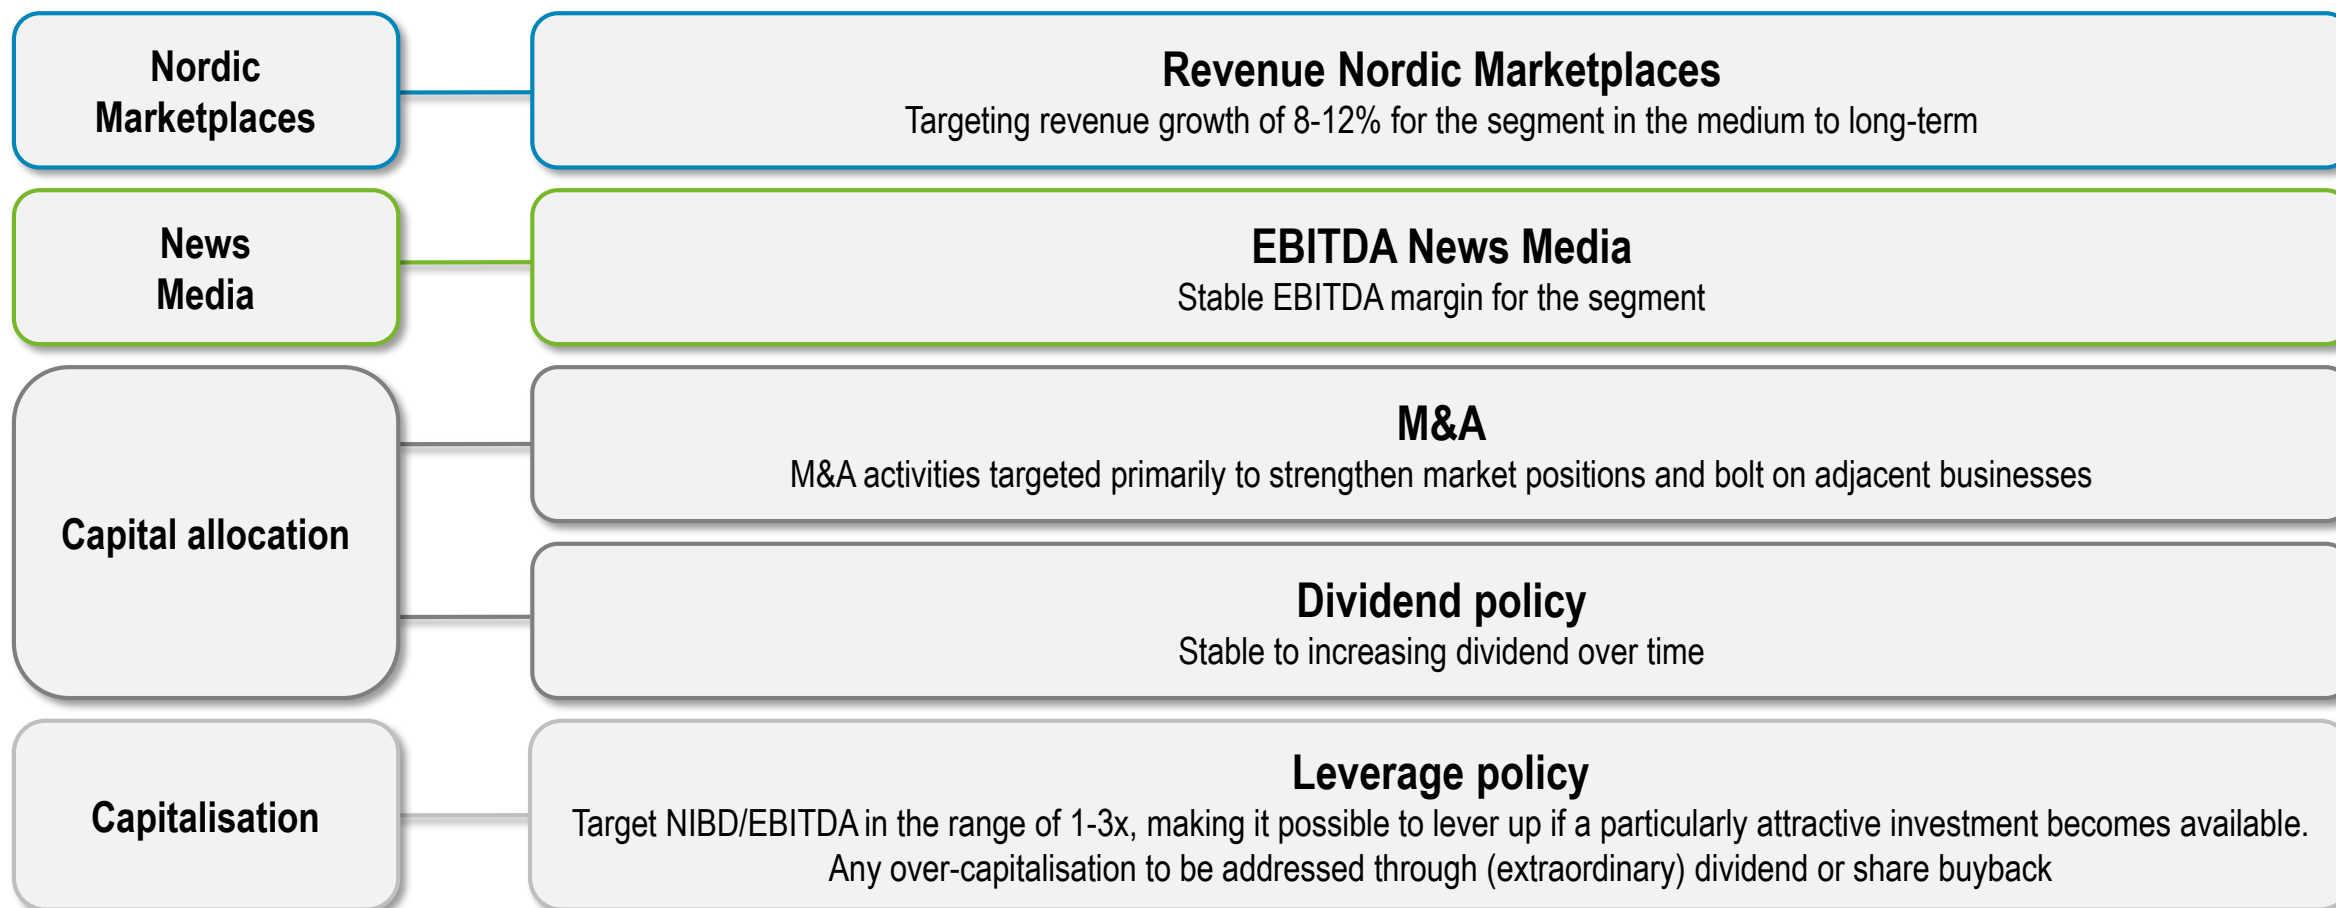 Nordic
Marketplaces
Revenue Nordic Marketplaces
Targeting revenue growth of 8-12% for the segment in the medium to long-term
News
Media
EBITDA News Media
Stable EBITDA margin for the segment
Capital allocation
M&A
M&A activities targeted primarily to strengthen market positions and bolt on adjacent businesses
Dividend policy
Stable to increasing dividend over time
Capitalisation
Leverage policy
Target NIBD/EBITDA in the range of 1-3x, making it possible to lever up if a particularly attractive investment becomes available.
Any over-capitalisation to be addressed through (extraordinary) dividend or share buyback